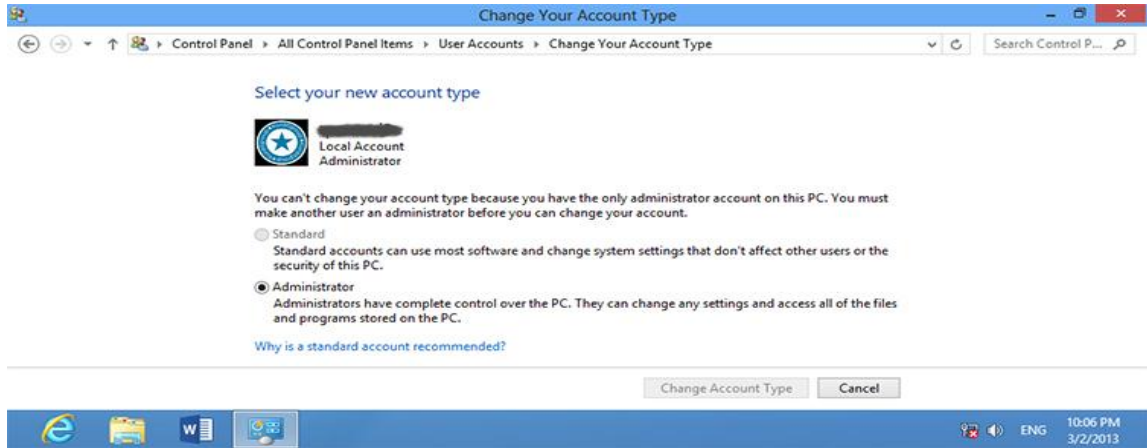 Change Your Account Type
Control Panel ▸ All Control Panel Items ▸ User Accounts ▸ Change Your Account Type
Search Control P...
Select your new account type
Local Account
Administrator
You can't change your account type because you have the only administrator account on this PC. You must
make another user an administrator before you can change your account.
Standard
Standard accounts can use most software and change system settings that don't affect other users or the
security of this PC.
Administrator
Administrators have complete control over the PC. They can change any settings and access all of the files
and programs stored on the PC.
Why is a standard account recommended?
Change Account Type Cancel
ENG 10:06 PM
3/2/2013